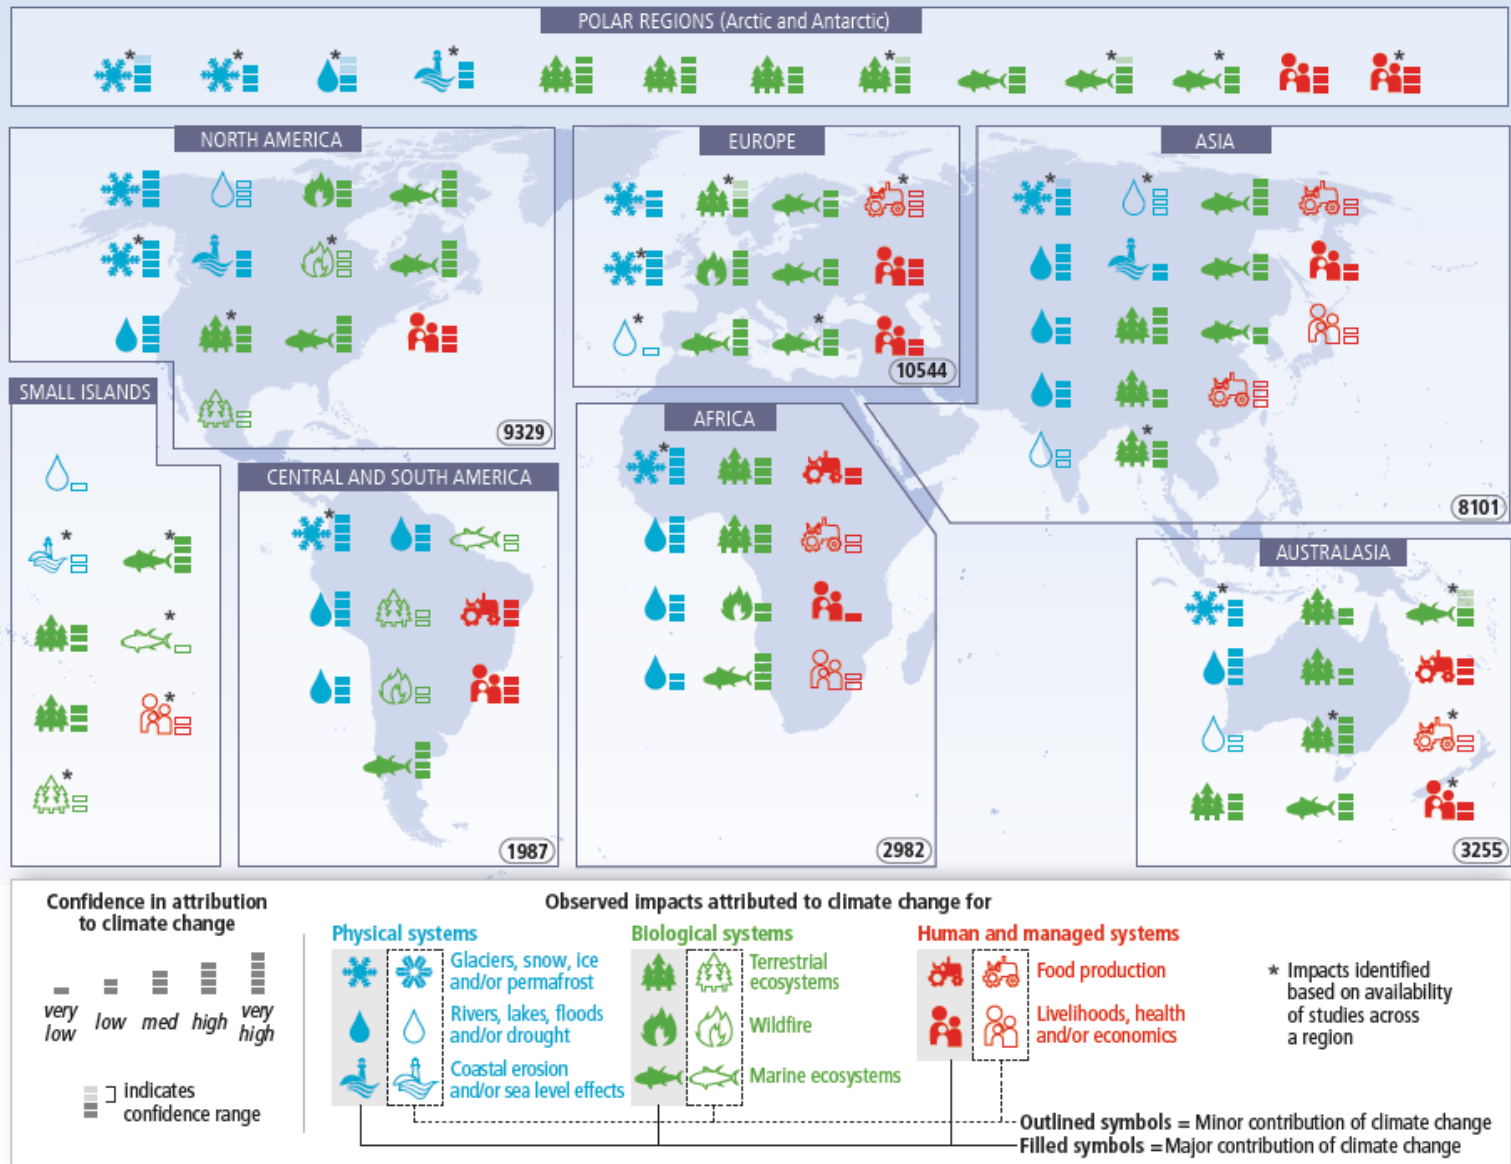 POLAR REGIONS (Arctic and Antarctic)
* * * * * * * *
NORTH AMERICA
* * *
9329
EUROPE
* * * * *
10544
ASIA
* * *
8101
SMALL ISLANDS
* * * * *
CENTRAL AND SOUTH AMERICA
*
1987
AFRICA
*
2982
AUSTRALASIA
* * * * *
3255
Confidence in attribution
to climate change
very
low
low
med
high
very
high
indicates
confidence range
Observed impacts attributed to climate change for
Physical systems
Glaciers, snow, ice
and/or permafrost
Rivers, lakes, floods
and/or drought
Coastal erosion
and/or sea level effects
Biological systems
Terrestrial
ecosystems
Wildfire
Marine ecosystems
Human and managed systems
Food production
Livelihoods, health
and/or economics
* Impacts identified
based on availability
of studies across
a region
Outlined symbols = Minor contribution of climate change
Filled symbols =Major contribution of climate change